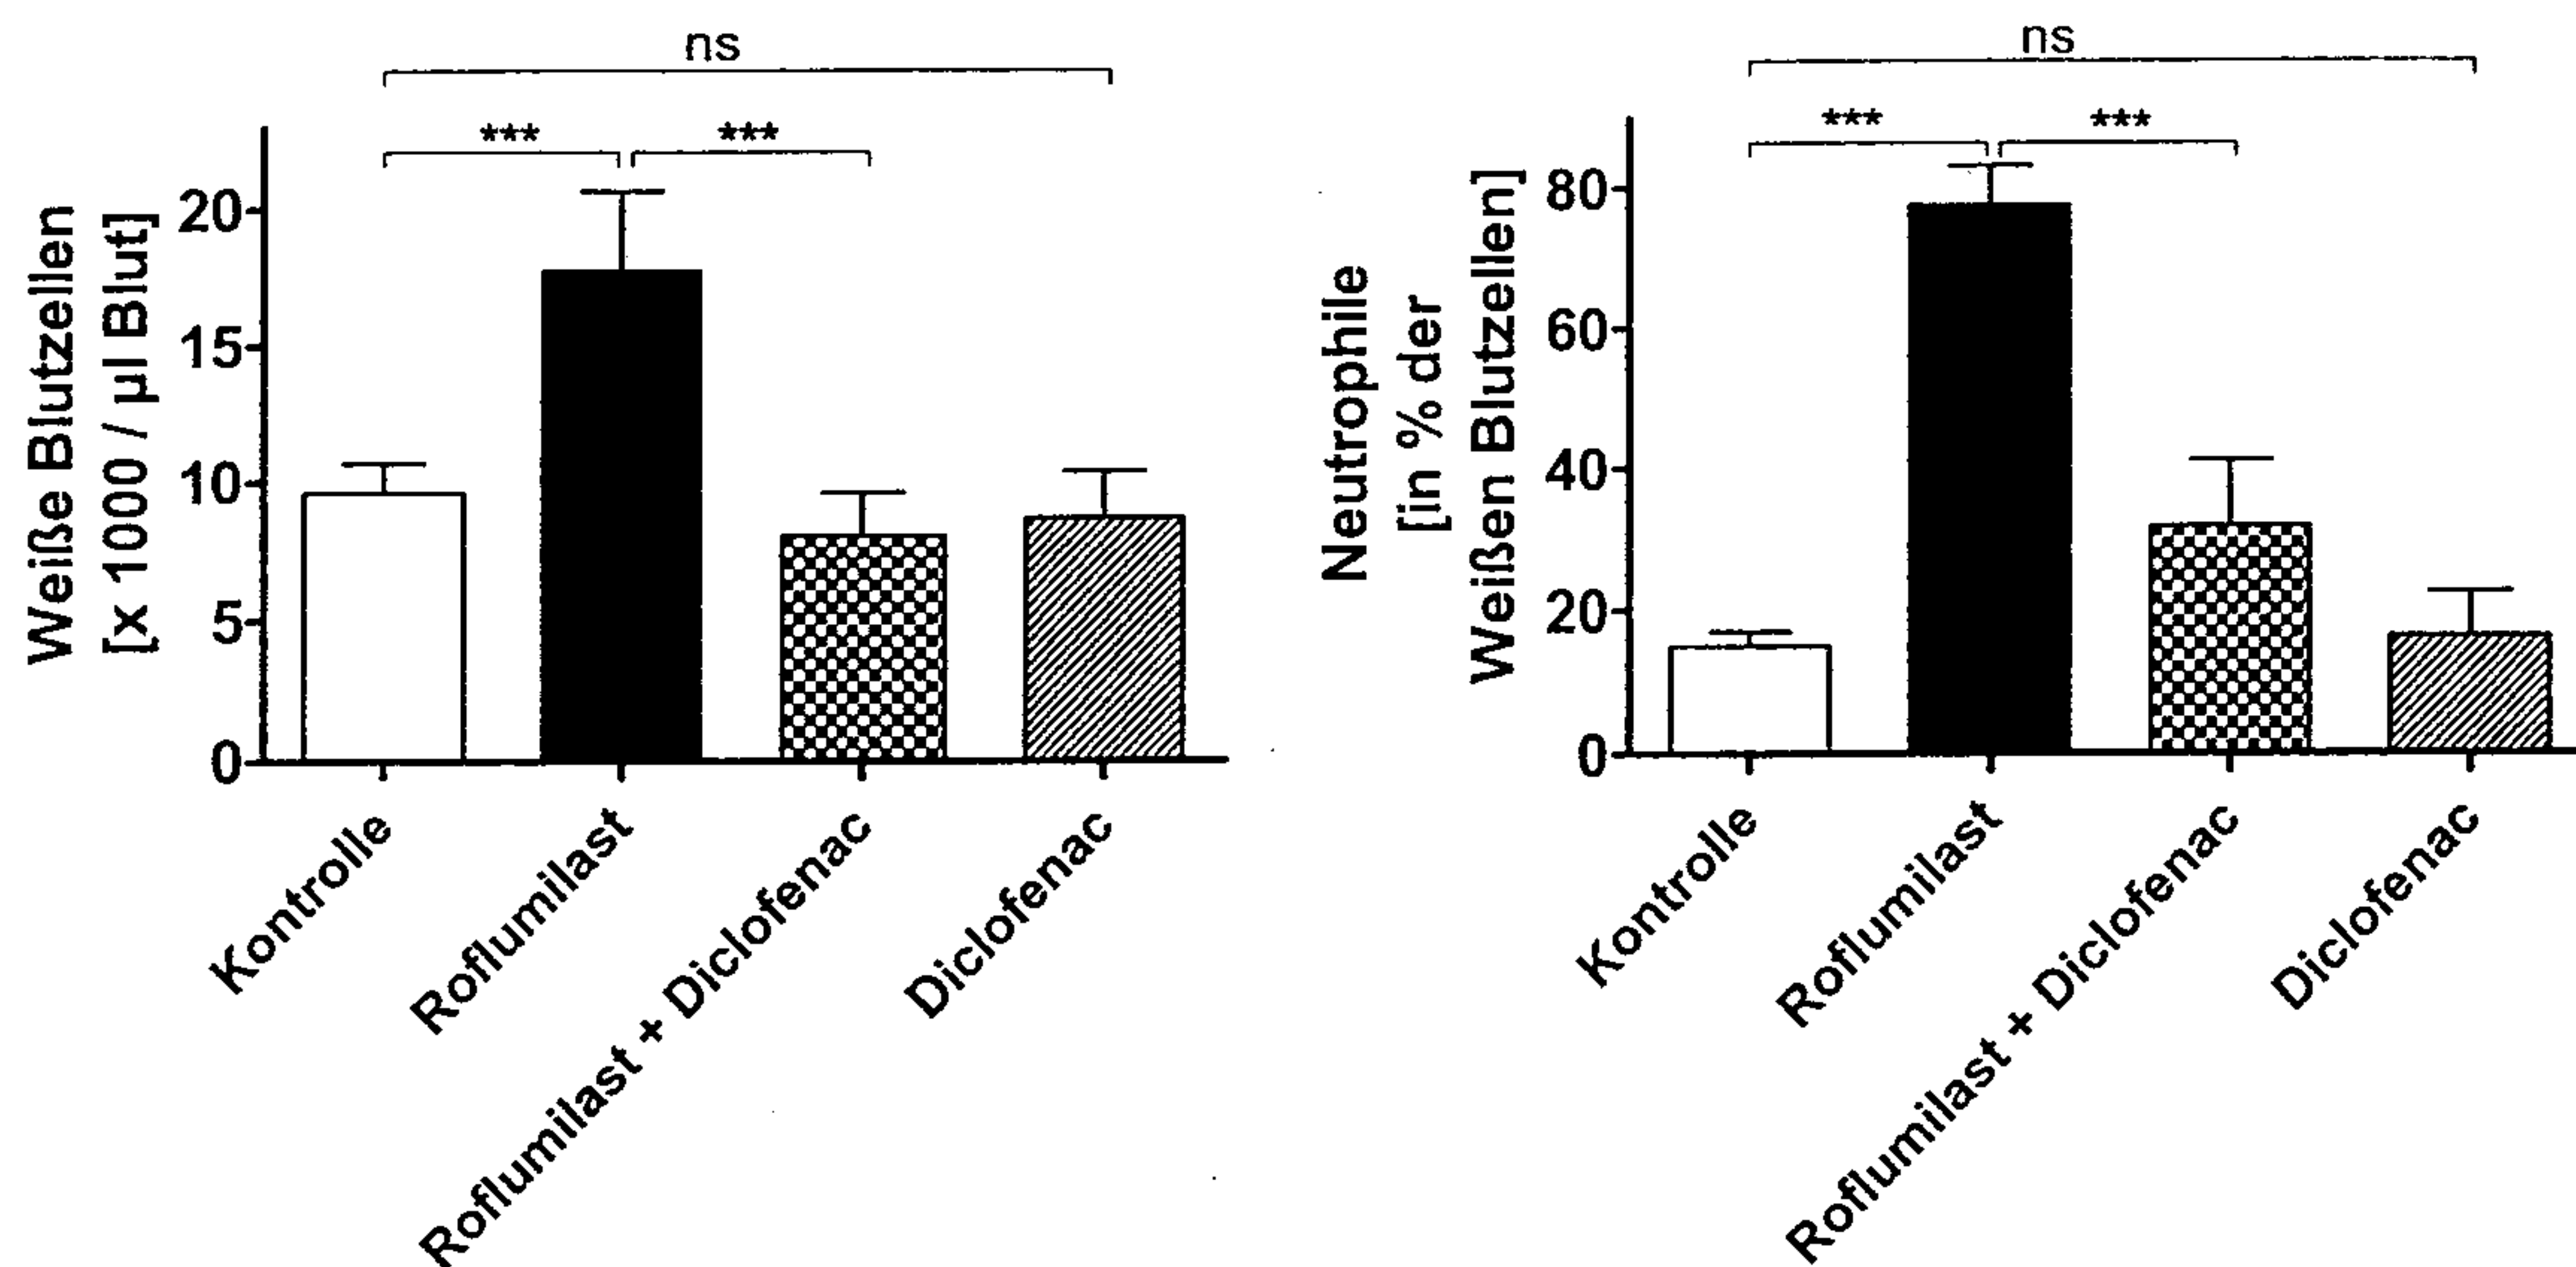 ns
*** ***
Weiße Blutzellen
[x 1000 / µl Blut]
20
15
10
5
0
Kontrolle
Roflumilast
Roflumilast + Diclofenac
Diclofenac
ns
*** ***
Neutrophile
[in % der
Weißen Blutzellen]
80
60
40
20
0
Kontrolle
Roflumilast
Roflumilast + Diclofenac
Diclofenac